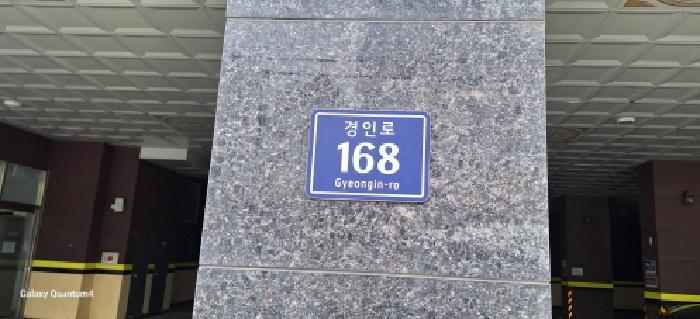 경인로
168
Gyeongin-ro
Galaxy Quantum4